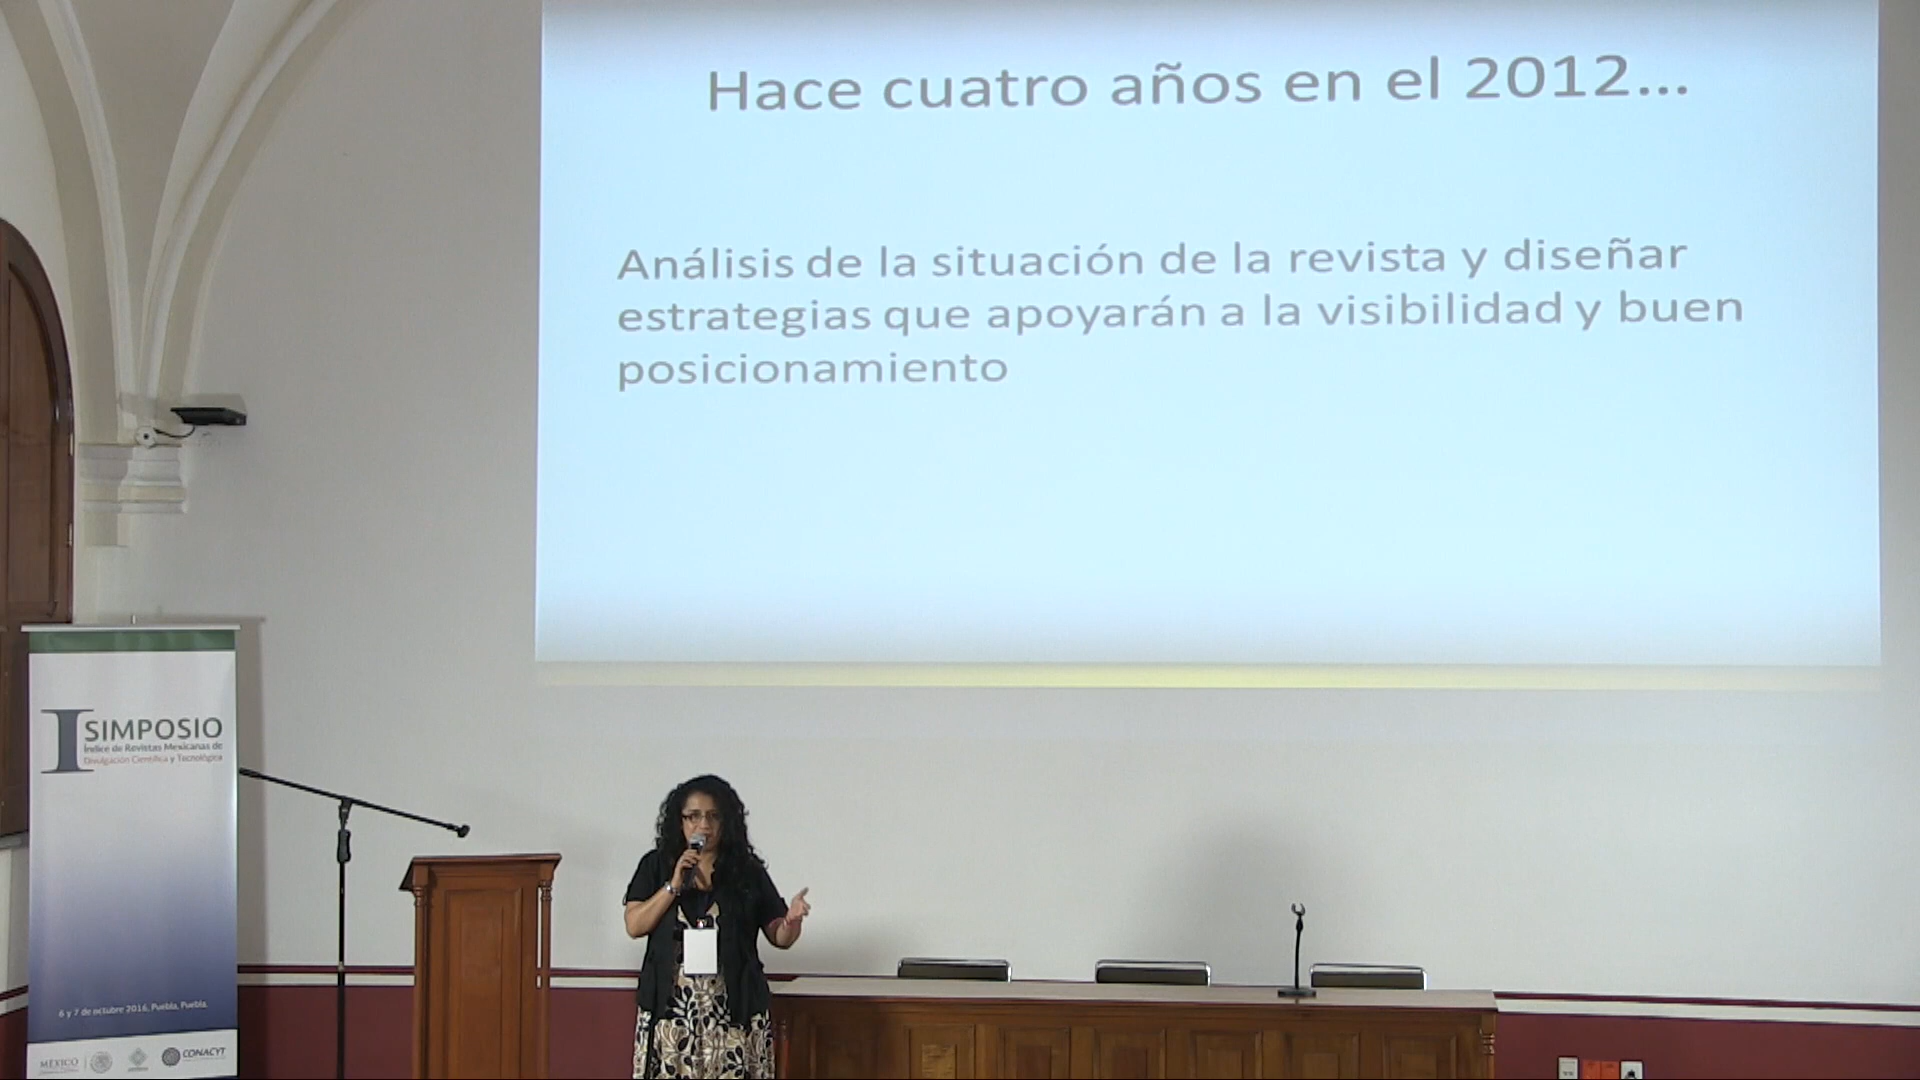 Hace cuatro años en el 2012...
Análisis de la situación de la revista y diseñar
estrategias que apoyarán a la visibilidad y buen
posicionamiento
I SIMPOSIO
Índice de Revistas Mexicanas de
Divulgación Científica y Tecnológica
6 y 7 de octubre 2016, Puebla, Puebla.
MÉXICO
CONACYT